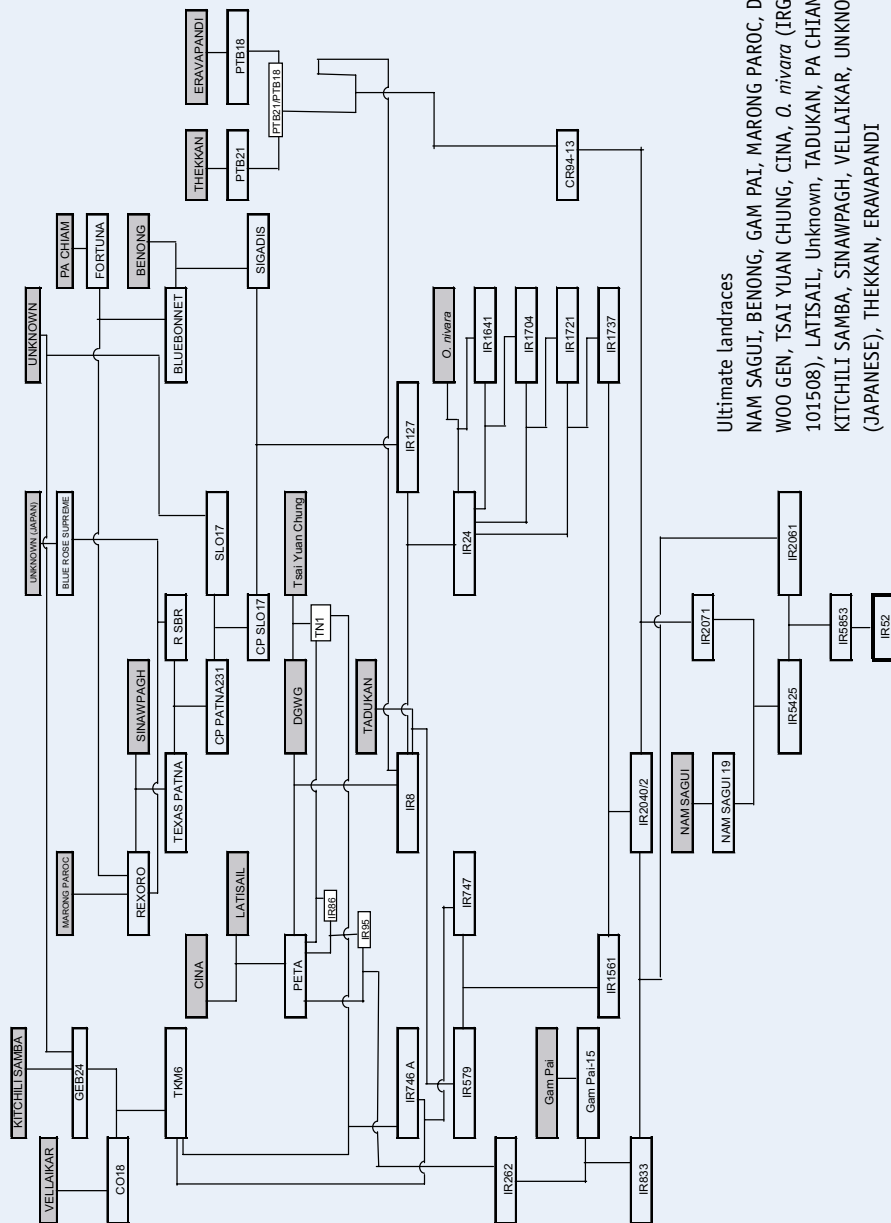 KITCHILI SAMBA
VELLAIKAR
GEB24
CO18
TKM6
MARONG PAROC
REXORO
SINAWPAGH
TEXAS PATNA
R SBR
UNKNOWN (JAPAN)
BLUE ROSE SUPREME
UNKNOWN
PA CHIAM
FORTUNA
BENONG
BLUEBONNET
SIGADIS
THEKKAN
ERAVAPANDI
PTB21
PTB18
PTB21/PTB18
CP PATNA231
SLO17
CP SLO17
CINA
LATISAIL
PETA
DGWG
Tsai Yuan Chung
TN1
IR86
IR95
TADUKAN
IR8
IR127
IR746 A
IR747
IR579
IR24
O. nivara
IR1641
IR1704
IR1721
IR1737
CR94-13
IR262
Gam Pai
Gam Pai-15
IR1561
IR833
IR2040/2
NAM SAGUI
NAM SAGUI 19
IR2071
IR2061
IR5425
IR5853
IR52
Ultimate landraces
NAM SAGUI, BENONG, GAM PAI, MARONG PAROC, D
WOO GEN, TSAI YUAN CHUNG, CINA, O. nivara (IRG
101508), LATISAIL, Unknown, TADUKAN, PA CHIAM
KITCHILI SAMBA, SINAWPAGH, VELLAIKAR, UNKNO
(JAPANESE), THEKKAN, ERAVAPANDI